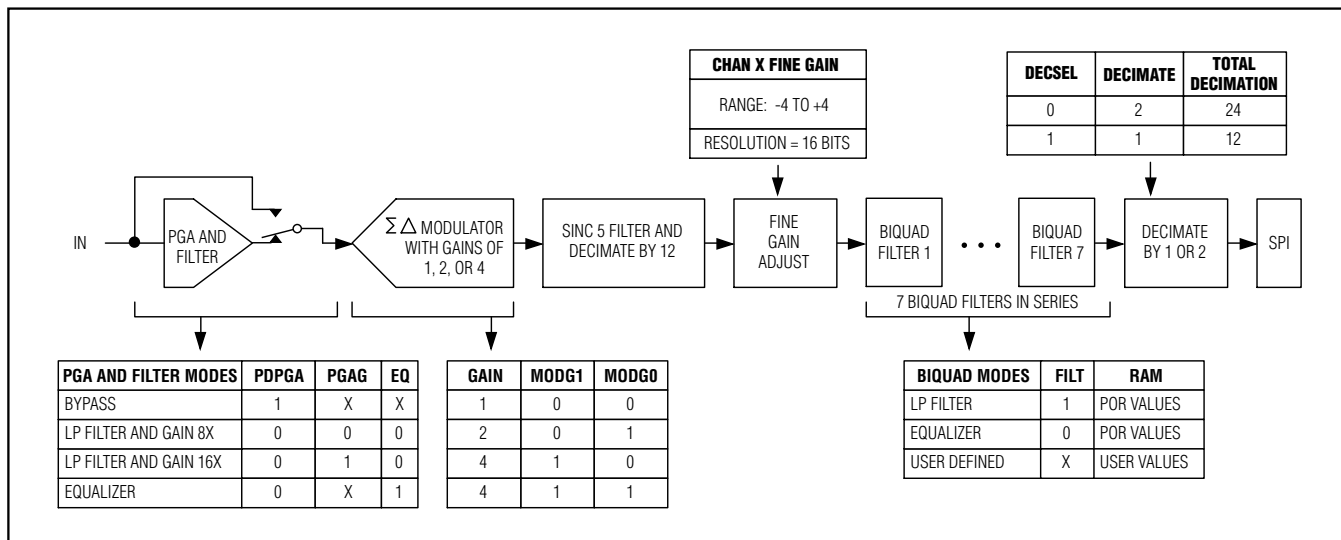 CHAN X FINE GAIN
RANGE: -4 TO +4
RESOLUTION = 16 BITS
DECSEL DECIMATE TOTAL DECIMATION
0 2 24
1 1 12
IN
PGA AND
FILTER
ΣΔ MODULATOR
WITH GAINS OF
1, 2, OR 4
SINC 5 FILTER AND
DECIMATE BY 12
FINE
GAIN
ADJUST
BIQUAD
FILTER 1
• • •
BIQUAD
FILTER 7
DECIMATE
BY 1 OR 2
SPI
7 BIQUAD FILTERS IN SERIES
PGA AND FILTER MODES PDPGA PGAG EQ
BYPASS 1 X X
LP FILTER AND GAIN 8X 0 0 0
LP FILTER AND GAIN 16X 0 1 0
EQUALIZER 0 X 1
GAIN MODG1 MODG0
1 0 0
2 0 1
4 1 0
4 1 1
BIQUAD MODES FILT RAM
LP FILTER 1 POR VALUES
EQUALIZER 0 POR VALUES
USER DEFINED X USER VALUES